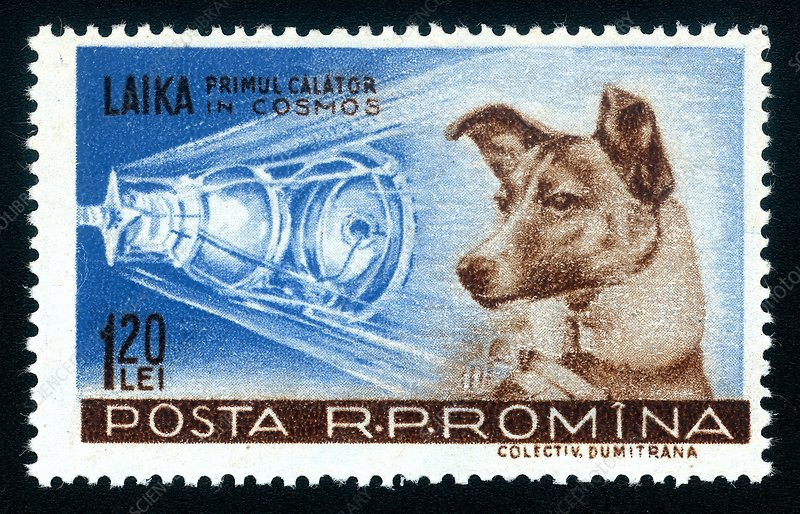 LAIKA PRIMUL CALATOR
IN COSMOS
1 20
LEI
POSTA R.P.ROMÎNA
COLECTIV. DUMITRANA